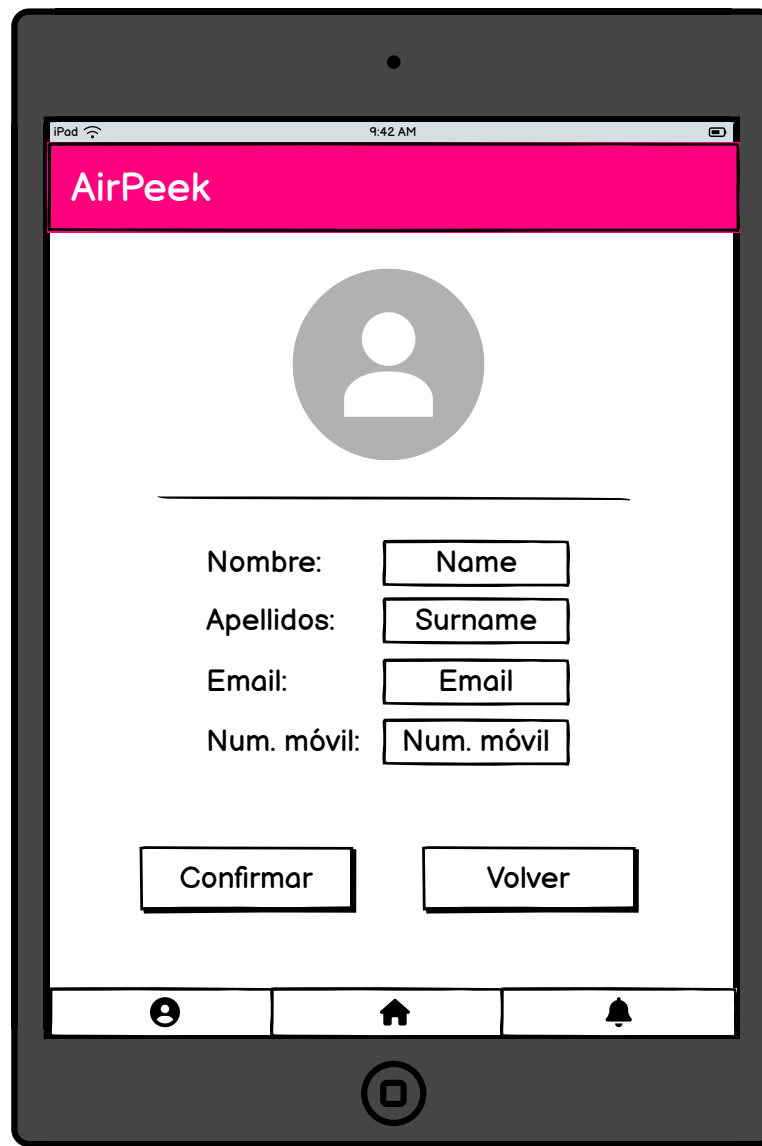 iPad 9:42 AM
AirPeek
Nombre: Name
Apellidos: Surname
Email: Email
Num. móvil: Num. móvil
Confirmar Volver